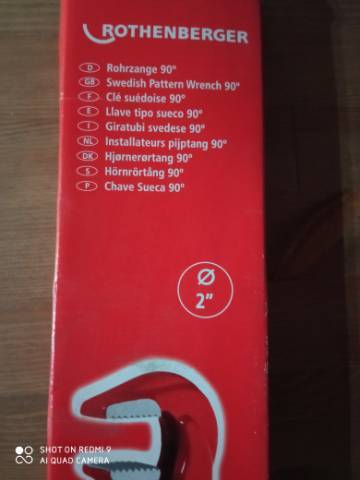 ROTHENBERGER
D Rohrzange 90°
GB Swedish Pattern Wrench 90°
F Clé suédoise 90°
E Llave tipo sueco 90°
I Giratubi svedese 90°
NL Installateurs pijptang 90°
DK Hjørnerørtang 90°
S Hörnrörtång 90°
P Chave Sueca 90°
Ø
2"
SHOT ON REDMI 9
AI QUAD CAMERA